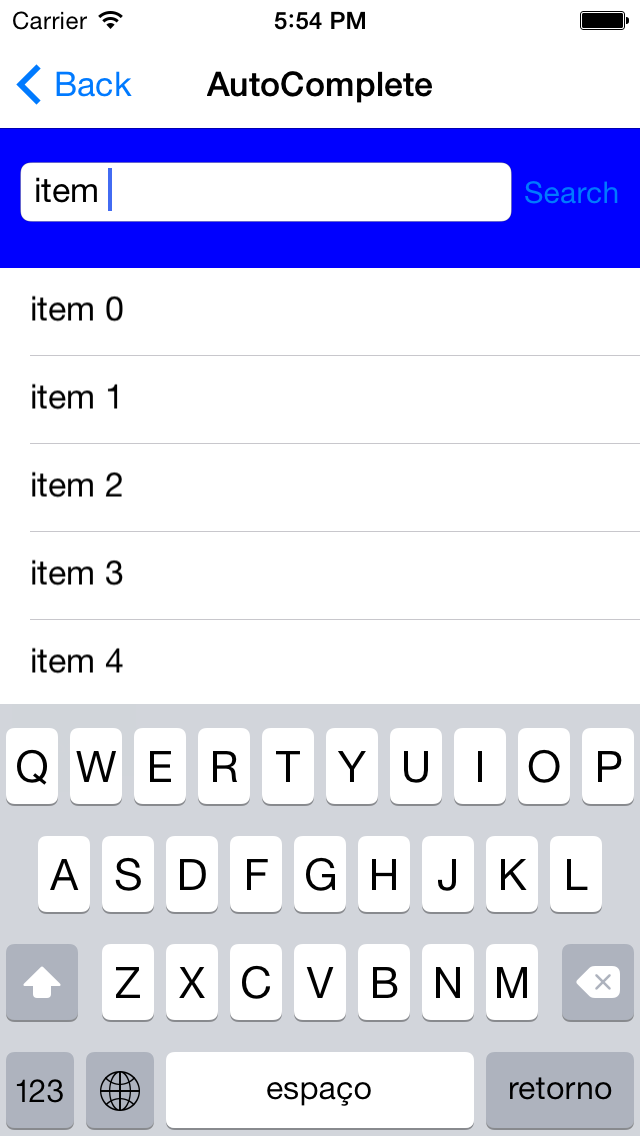 Carrier 5:54 PM
Back AutoComplete
item Search
item 0
item 1
item 2
item 3
item 4
Q W E R T Y U I O P
A S D F G H J K L
Z X C V B N M
123 espaço retorno